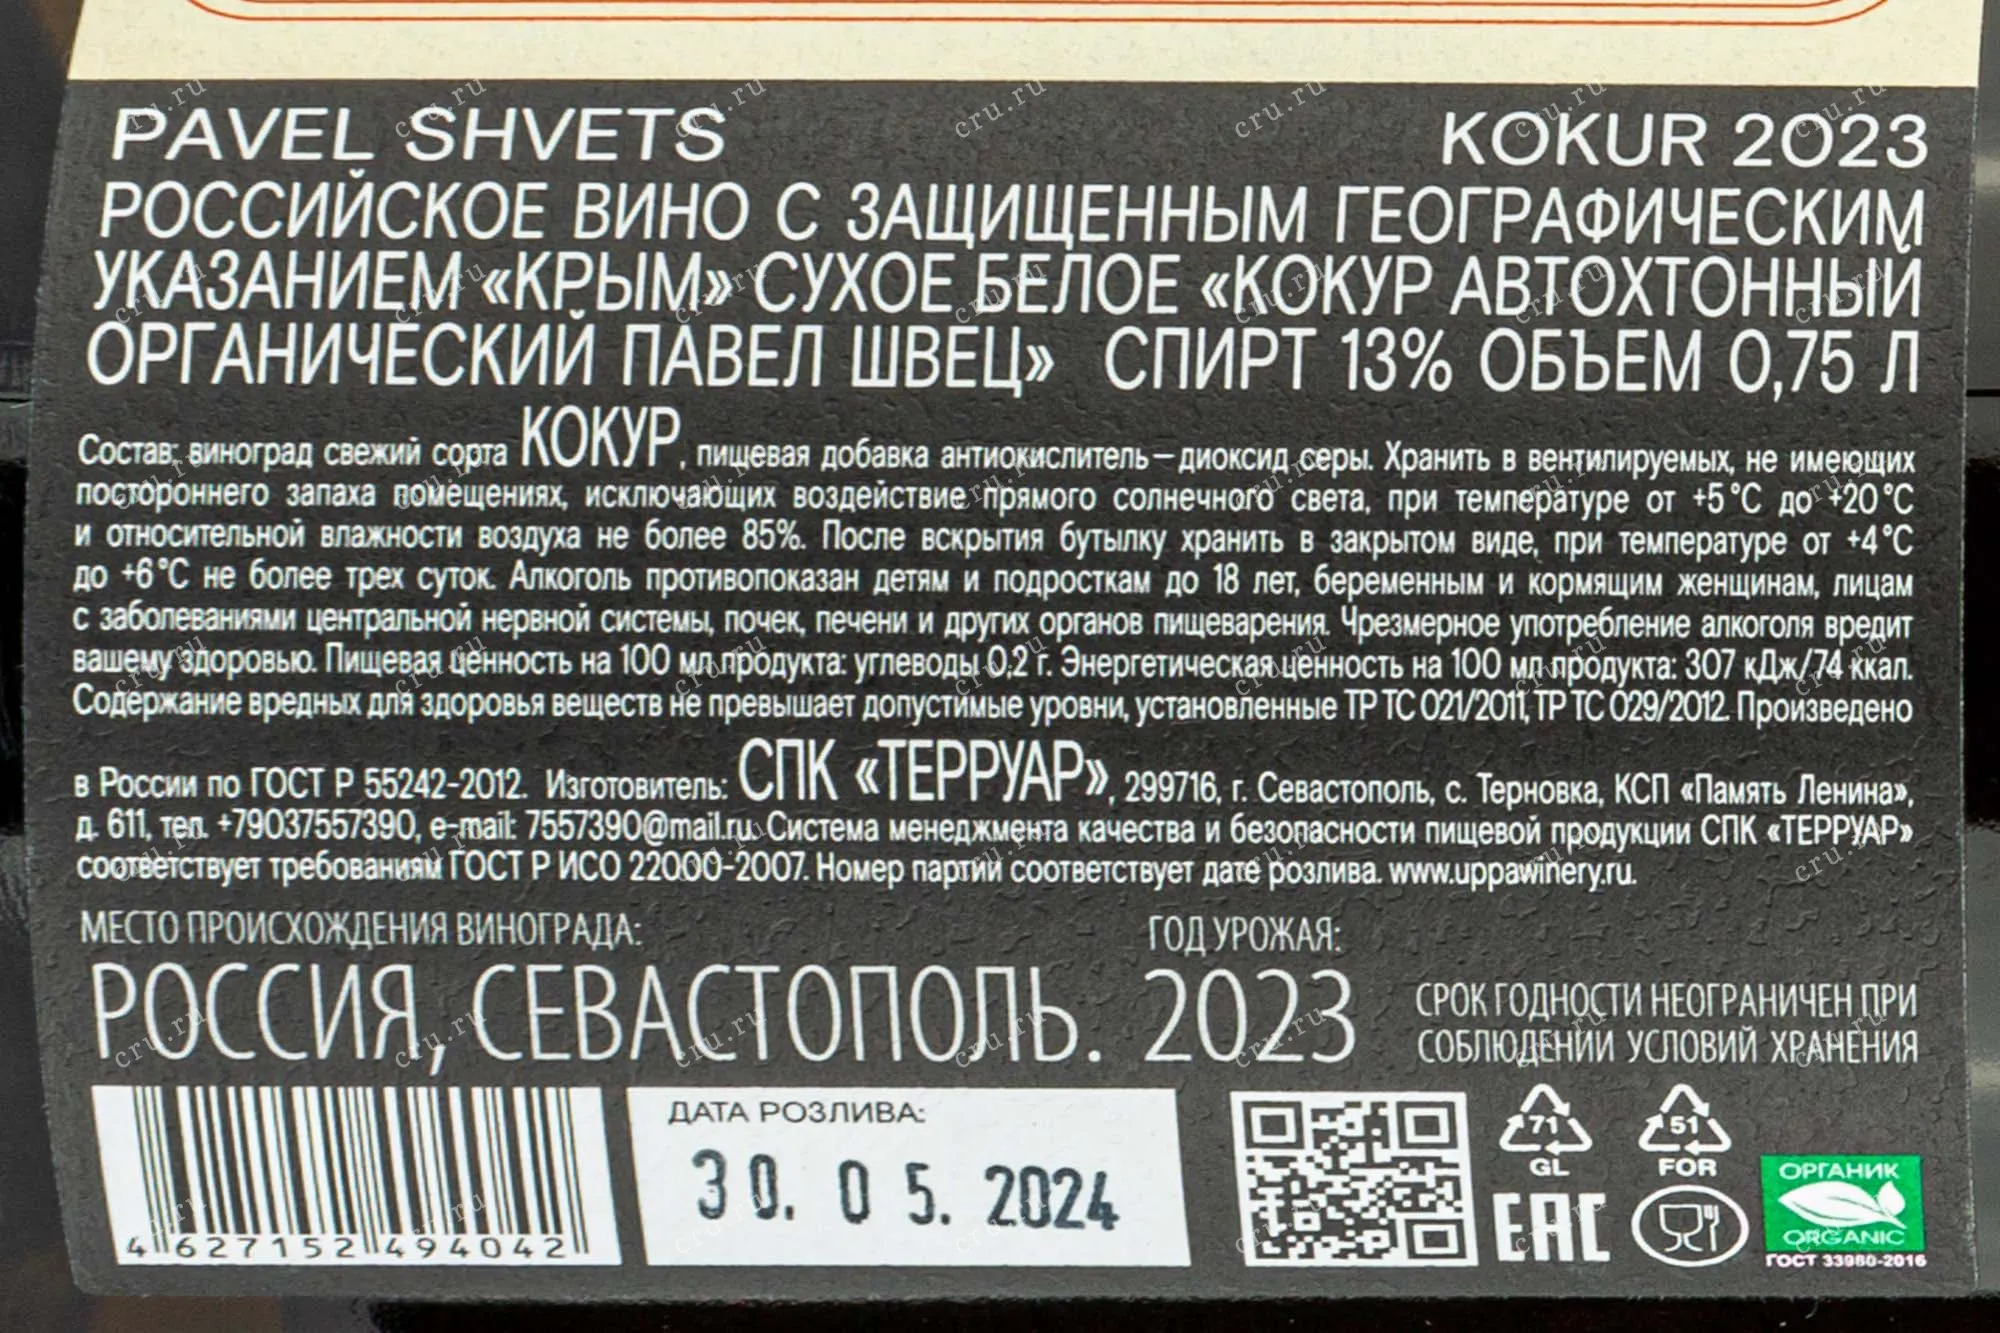 PAVEL SHVETS KOKUR 2023
РОССИЙСКОЕ ВИНО С ЗАЩИЩЕННЫМ ГЕОГРАФИЧЕСКИМ
УКАЗАНИЕМ «КРЫМ» СУХОЕ БЕЛОЕ «КОКУР АВТОХТОННЫЙ
ОРГАНИЧЕСКИЙ ПАВЕЛ ШВЕЦ» СПИРТ 13% ОБЪЕМ 0,75 Л
Состав: виноград свежий сорта КОКУР, пищевая добавка антиокислитель – диоксид серы. Хранить в вентилируемых, не имеющих
постороннего запаха помещениях, исключающих воздействие прямого солнечного света, при температуре от +5°С до +20°С
и относительной влажности воздуха не более 85%. После вскрытия бутылку хранить в закрытом виде, при температуре от +4°С
до +6°С не более трех суток. Алкоголь противопоказан детям и подросткам до 18 лет, беременным и кормящим женщинам, лицам
с заболеваниями центральной нервной системы, почек, печени и других органов пищеварения. Чрезмерное употребление алкоголя вредит
вашему здоровью. Пищевая ценность на 100 мл продукта: углеводы 0,2 г. Энергетическая ценность на 100 мл продукта: 307 кДж/74 ккал.
Содержание вредных для здоровья веществ не превышает допустимые уровни, установленные ТР ТС 021/2011, ТР ТС 029/2012. Произведено
в России по ГОСТ Р 55242-2012. Изготовитель: СПК «ТЕРРУАР», 299716, г. Севастополь, с. Терновка, КСП «Память Ленина»,
д. 611, тел. +79037557390, e-mail: 7557390@mail.ru. Система менеджмента качества и безопасности пищевой продукции СПК «ТЕРРУАР»
соответствует требованиям ГОСТ Р ИСО 22000-2007. Номер партии соответствует дате розлива. www.uppawinery.ru.
МЕСТО ПРОИСХОЖДЕНИЯ ВИНОГРАДА: ГОД УРОЖАЯ:
РОССИЯ, СЕВАСТОПОЛЬ. 2023
СРОК ГОДНОСТИ НЕОГРАНИЧЕН ПРИ
СОБЛЮДЕНИИ УСЛОВИЙ ХРАНЕНИЯ
4 627152 494042
ДАТА РОЗЛИВА:
30. 05. 2024
71
GL
51
FOR
EAC
ОРГАНИК
ORGANIC
ГОСТ 33980-2016
cru.ru